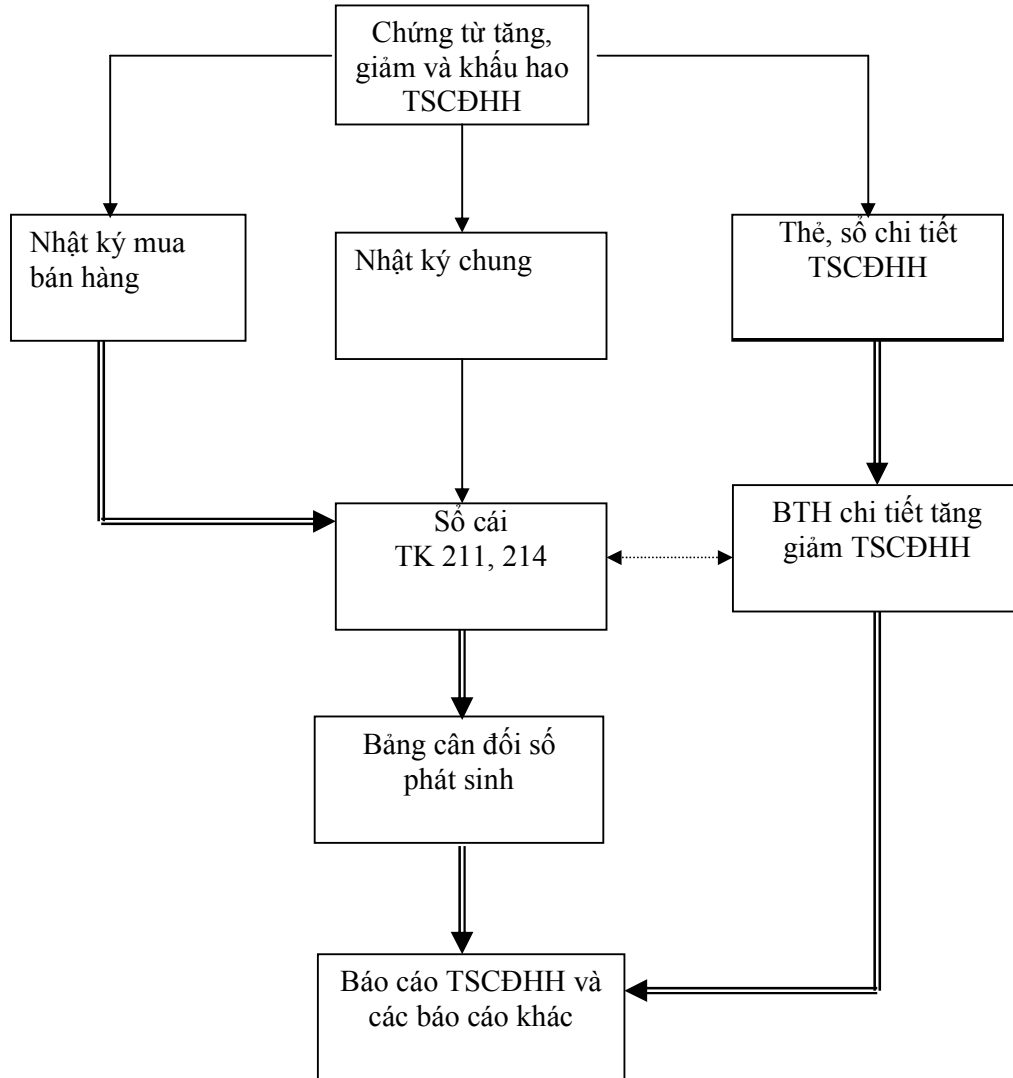 Chứng từ tăng,
giảm và khấu hao
TSCĐHH
Nhật ký mua
bán hàng
Nhật ký chung
Thẻ, sổ chi tiết
TSCĐHH
Sổ cái
TK 211, 214
BTH chi tiết tăng
giảm TSCĐHH
Bảng cân đối số
phát sinh
Báo cáo TSCĐHH và
các báo cáo khác